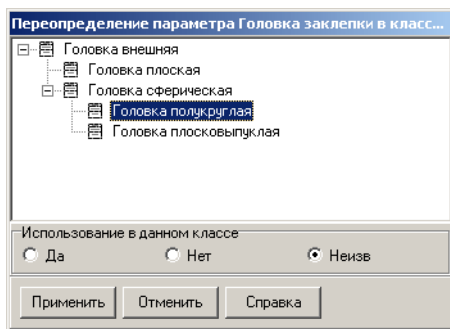 Переопределение параметра Головка заклепки в класс...
Головка внешняя
Головка плоская
Головка сферическая
Головка полукруглая
Головка плосковыпуклая
Использование в данном классе
Да Нет Неизв
Применить Отменить Справка